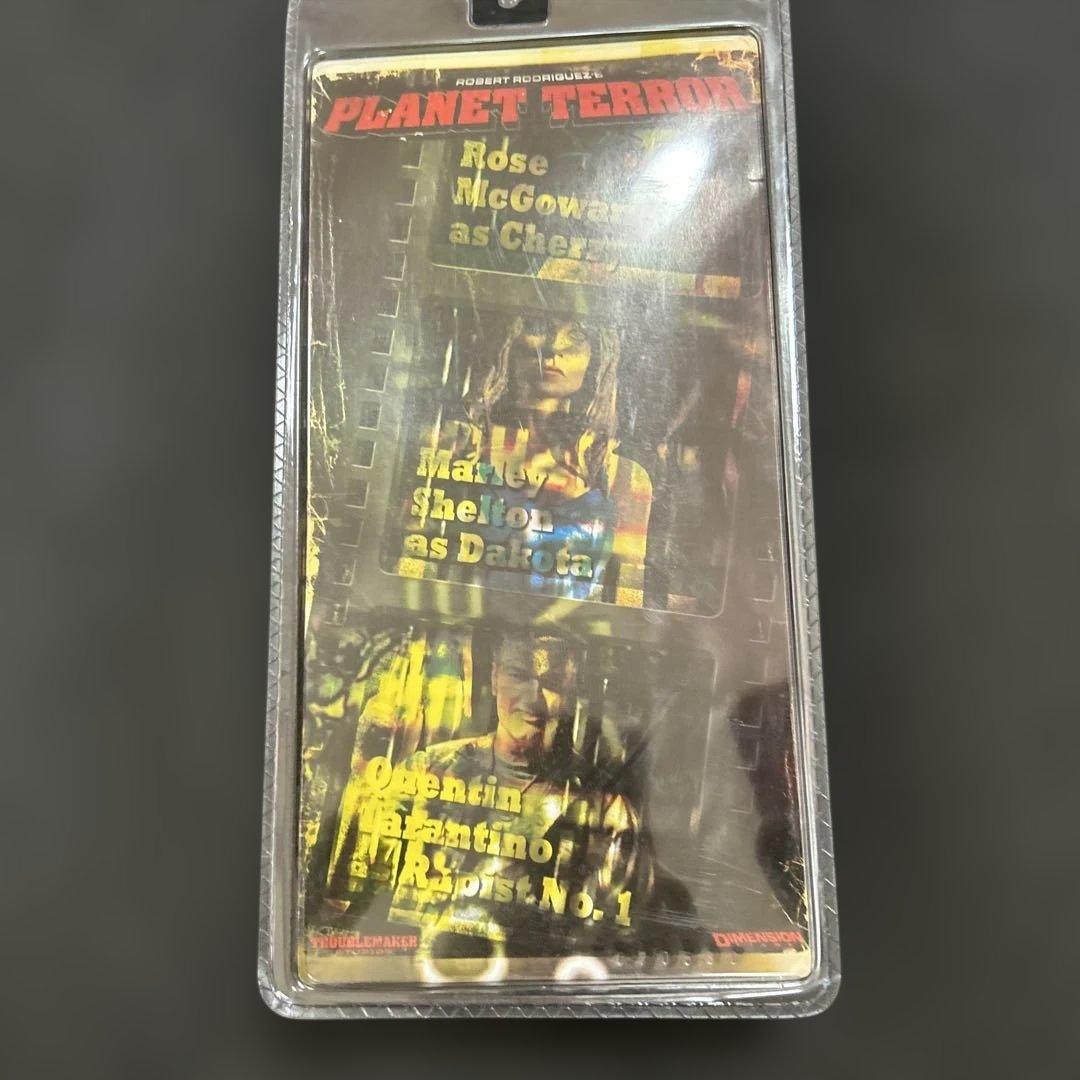 ROBERT RODRIGUEZ'S
PLANET TERROR
Rose
McGowan
as Cherry
Marley
Shelton
as Dakota
Quentin
Tarantino
as Rapist No. 1
TROUBLEMAKER
STUDIOS
DIMENSION